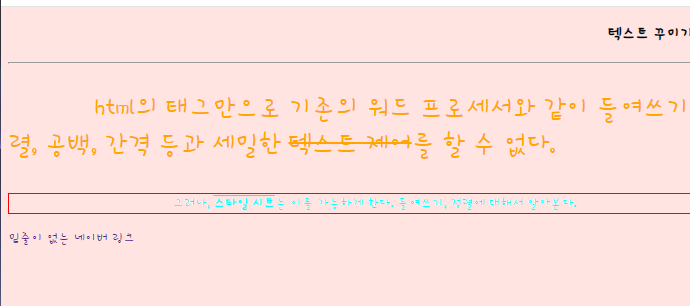 텍스트 꾸미기
html의 태그만으로 기존의 워드 프로세서와 같이 들여쓰기
렬, 공백, 간격 등과 세밀한 텍스트 제어를 할 수 없다.
그러나, 스타일 시트는 이를 가능하게 한다. 들여쓰기, 정렬에 대해서 알아본다.
밑줄이 없는 네이버 링크